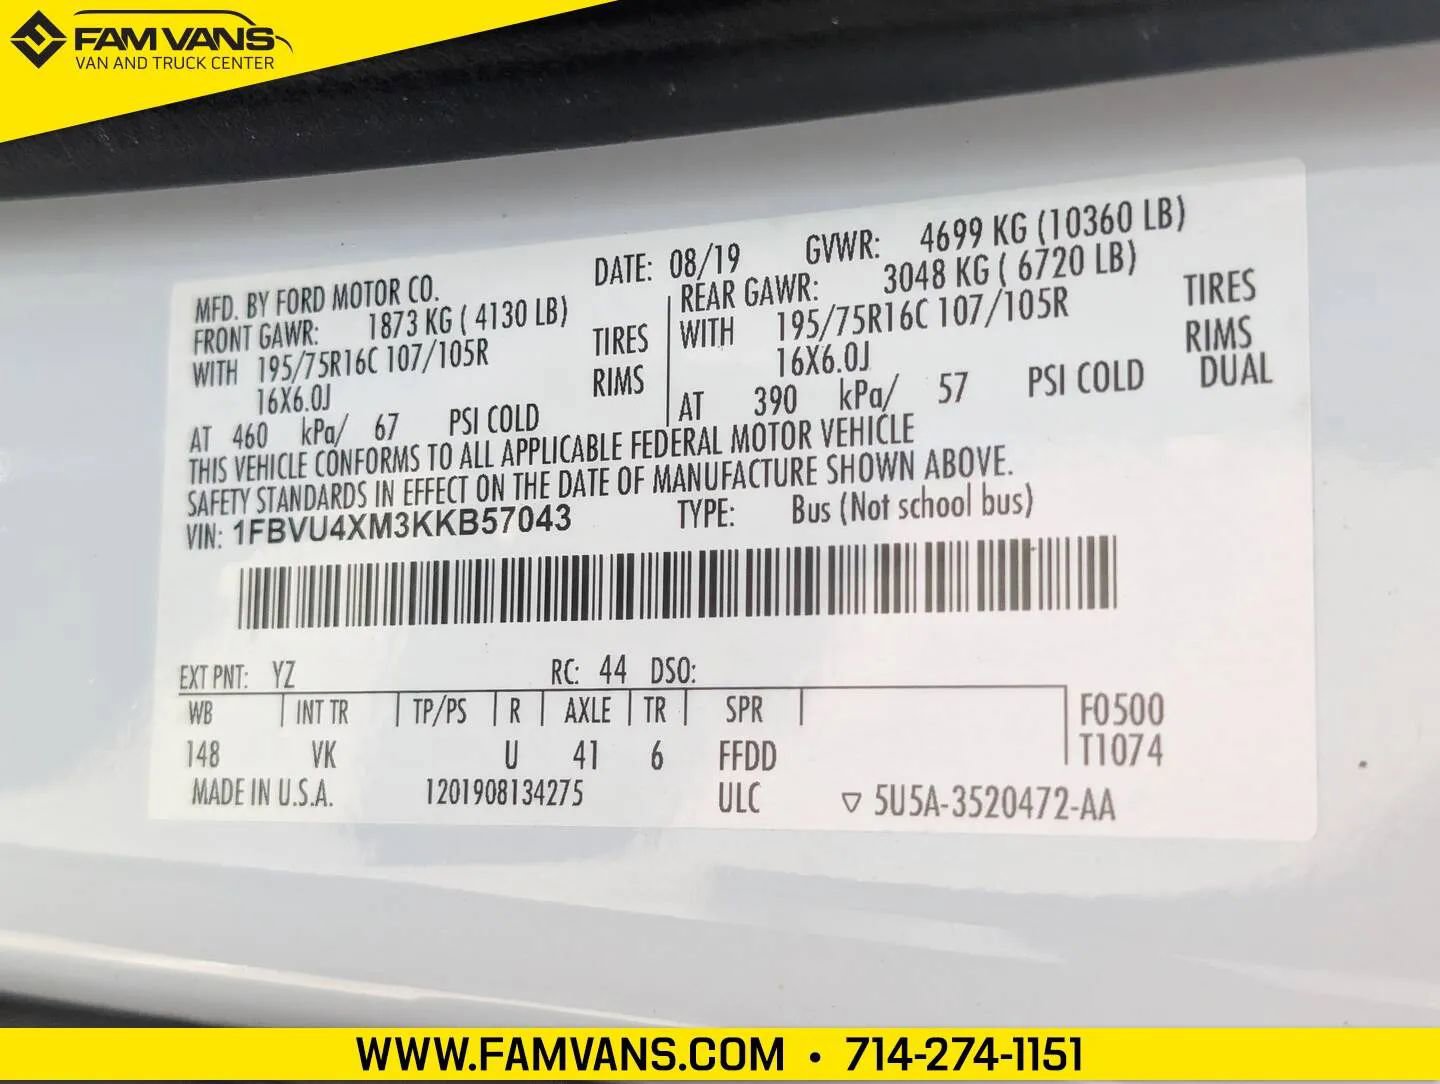 FAM VANS
VAN AND TRUCK CENTER
MFD. BY FORD MOTOR CO.
DATE: 08/19 GVWR: 4699 KG (10360 LB)
FRONT GAWR: 1873 KG ( 4130 LB)
WITH 195/75R16C 107/105R TIRES
16X6.0J RIMS
AT 460 kPa/ 67 PSI COLD
REAR GAWR: 3048 KG ( 6720 LB)
WITH 195/75R16C 107/105R TIRES
16X6.0J RIMS
AT 390 kPa/ 57 PSI COLD DUAL
THIS VEHICLE CONFORMS TO ALL APPLICABLE FEDERAL MOTOR VEHICLE
SAFETY STANDARDS IN EFFECT ON THE DATE OF MANUFACTURE SHOWN ABOVE.
VIN: 1FBVU4XM3KKB57043 TYPE: Bus (Not school bus)
EXT PNT: YZ RC: 44 DSO:
WB INT TR TP/PS R AXLE TR SPR F0500
148 VK U 41 6 FFDD T1074
MADE IN U.S.A. 1201908134275 ULC ▽ 5U5A-3520472-AA
WWW.FAMVANS.COM • 714-274-1151